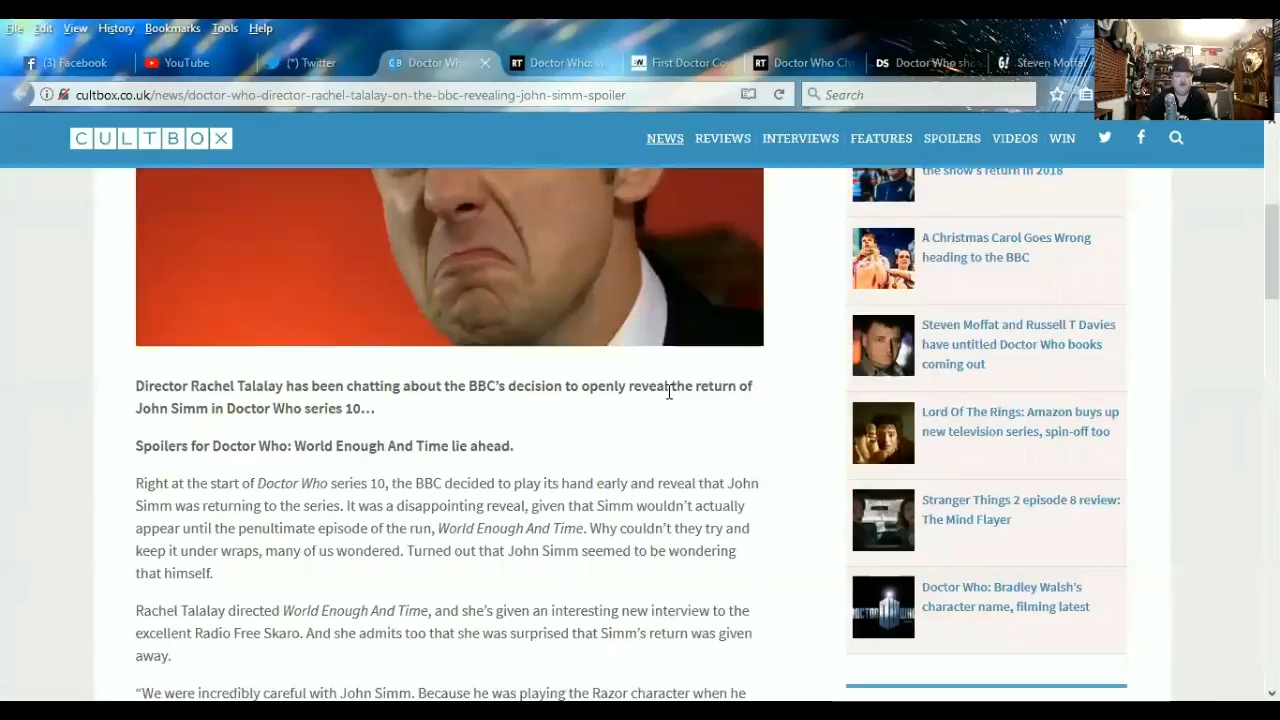 File Edit View History Bookmarks Tools Help
(3) Facebook
YouTube
(*) Twitter
CB Doctor Wh
RT Doctor Who: W
First Doctor Co
RT Doctor Who Ch
DS Doctor Who sho
Steven Moffat
cultbox.co.uk/news/doctor-who-director-rachel-talalay-on-the-bbc-revealing-john-simm-spoiler
Search
CULTBOX
NEWS REVIEWS INTERVIEWS FEATURES SPOILERS VIDEOS WIN
Director Rachel Talalay has been chatting about the BBC's decision to openly reveal the return of
John Simm in Doctor Who series 10…
Spoilers for Doctor Who: World Enough And Time lie ahead.
Right at the start of Doctor Who series 10, the BBC decided to play its hand early and reveal that John
Simm was returning to the series. It was a disappointing reveal, given that Simm wouldn't actually
appear until the penultimate episode of the run, World Enough And Time. Why couldn't they try and
keep it under wraps, many of us wondered. Turned out that John Simm seemed to be wondering
that himself.
Rachel Talalay directed World Enough And Time, and she's given an interesting new interview to the
excellent Radio Free Skaro. And she admits too that she was surprised that Simm's return was given
away.
“We were incredibly careful with John Simm. Because he was playing the Razor character when he
the show's return in 2018
A Christmas Carol Goes Wrong
heading to the BBC
Steven Moffat and Russell T Davies
have untitled Doctor Who books
coming out
Lord Of The Rings: Amazon buys up
new television series, spin-off too
Stranger Things 2 episode 8 review:
The Mind Flayer
Doctor Who: Bradley Walsh's
character name, filming latest